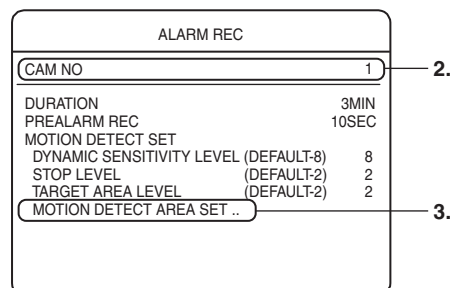 ALARM REC
CAM NO 1 2.
DURATION 3MIN
PREALARM REC 10SEC
MOTION DETECT SET
DYNAMIC SENSITIVITY LEVEL (DEFAULT-8) 8
STOP LEVEL (DEFAULT-2) 2
TARGET AREA LEVEL (DEFAULT-2) 2
MOTION DETECT AREA SET .. 3.